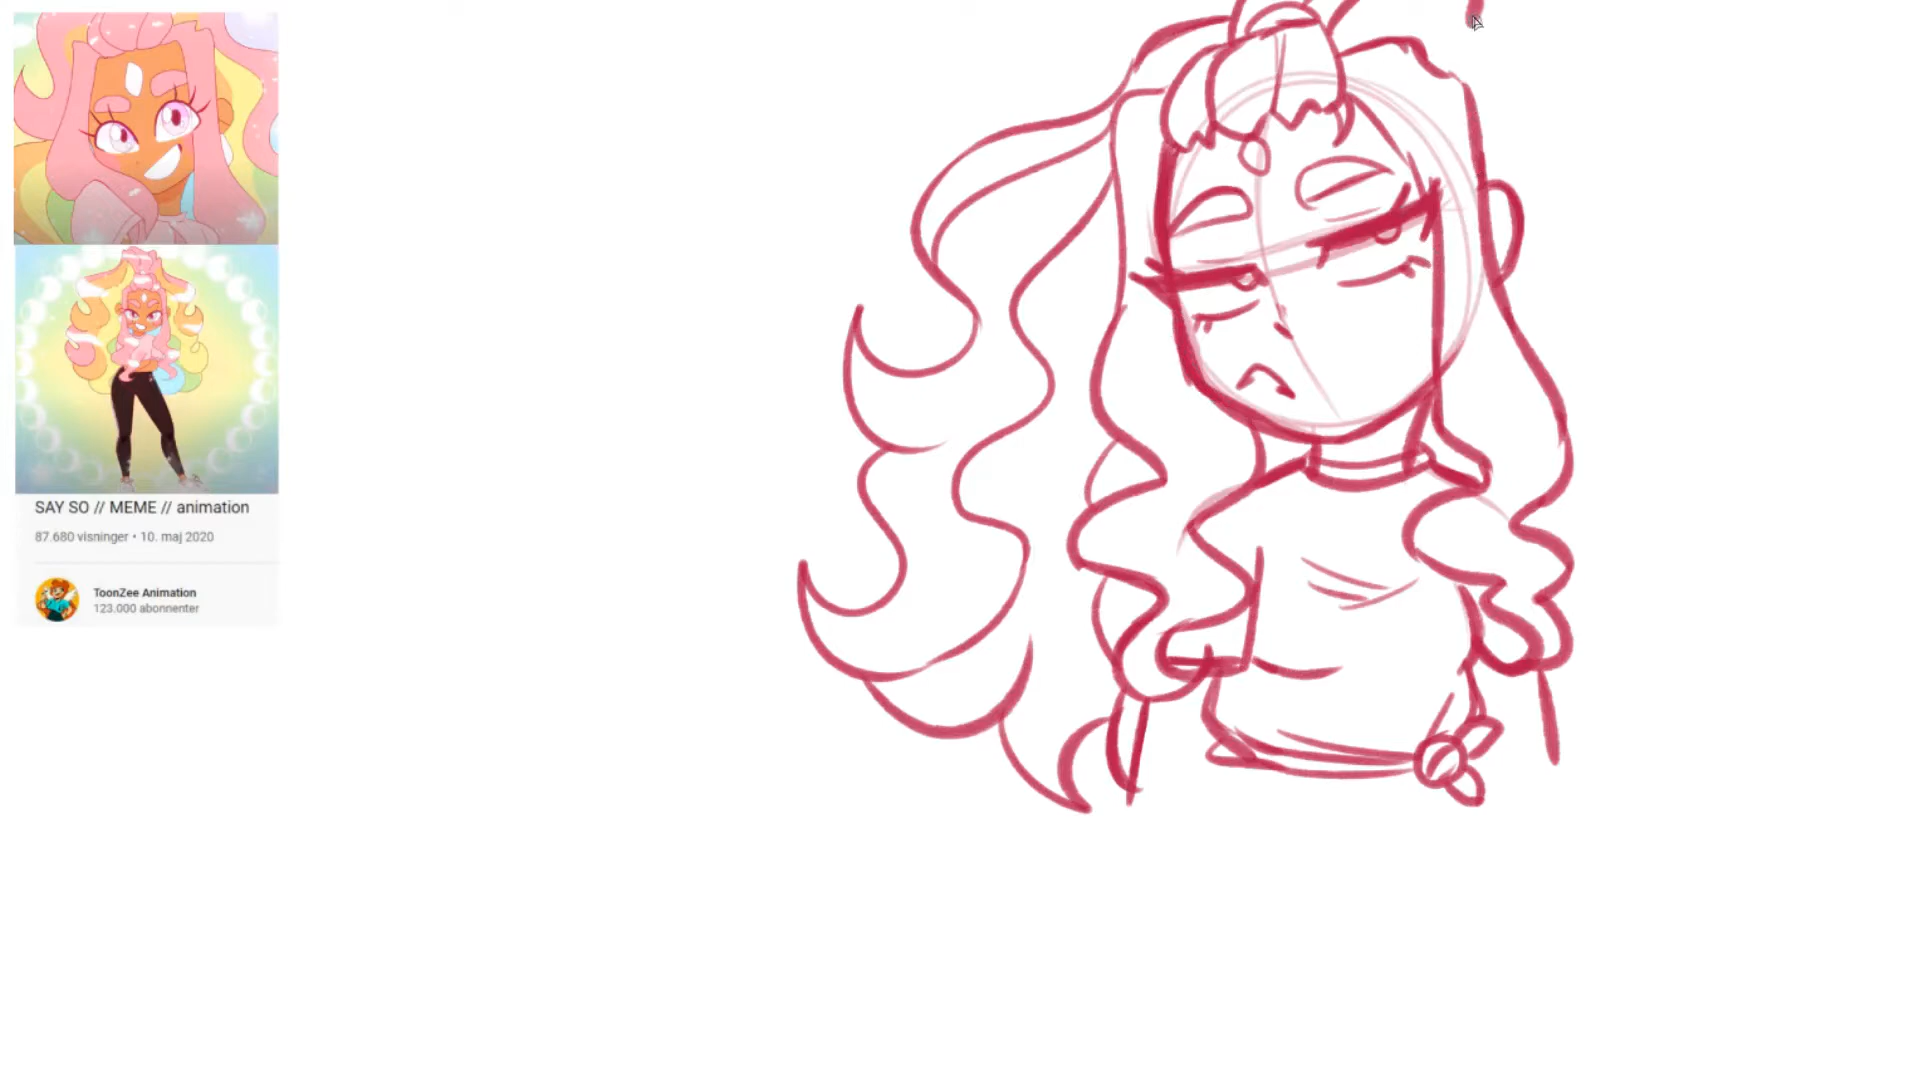 SAY SO // MEME // animation
87.680 visninger • 10. maj 2020
ToonZee Animation
123.000 abonnenter